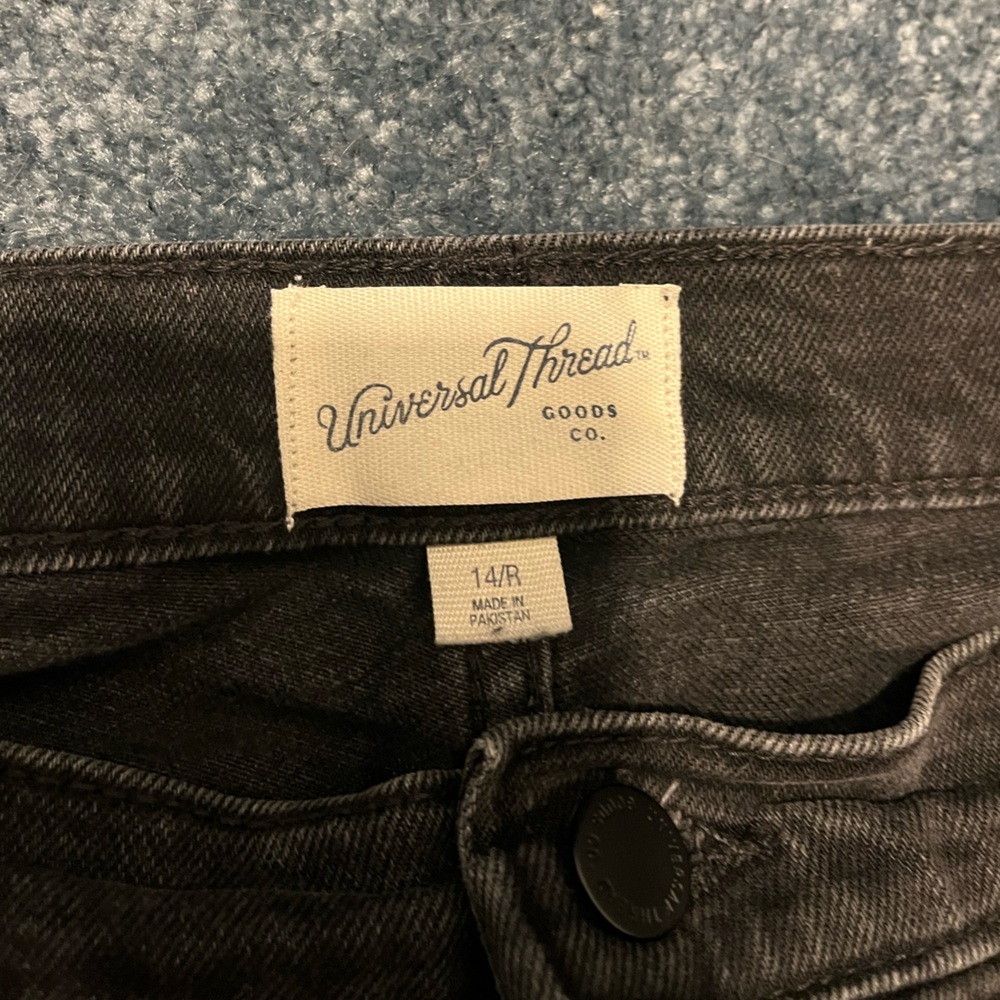 Universal Thread™
GOODS
CO.
14/R
MADE IN
PAKISTAN